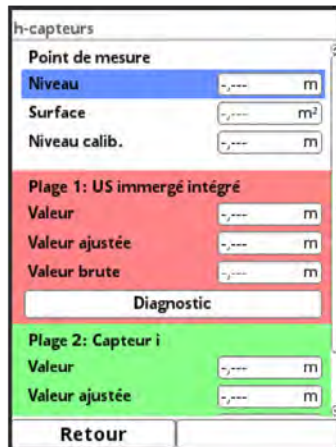 h-capteurs
Point de mesure
Niveau -,--- m
Surface -,--- m²
Niveau calib. -,--- m
Plage 1: US immergé intégré
Valeur -,--- m
Valeur ajustée -,--- m
Valeur brute -,--- m
Diagnostic
Plage 2: Capteur i
Valeur -,--- m
Valeur ajustée -,--- m
Retour